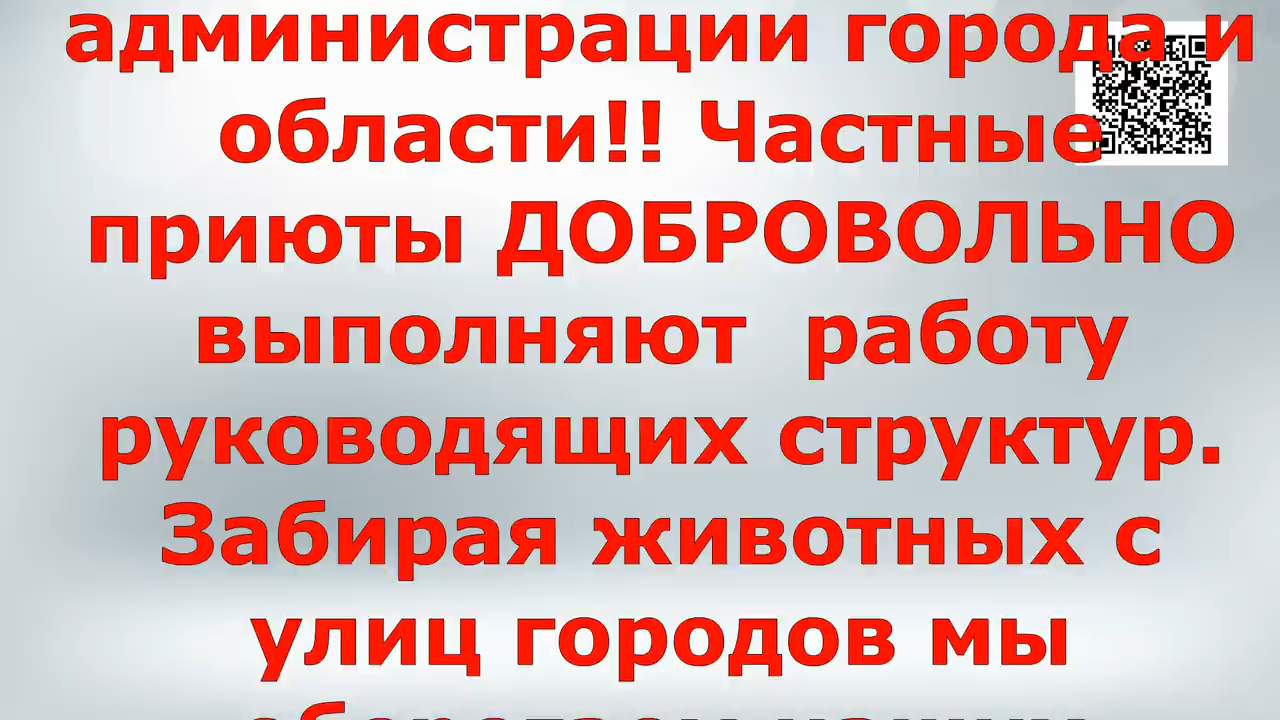 администрации города и
области!! Частные
приюты ДОБРОВОЛЬНО
выполняют работу
руководящих структур.
Забирая животных с
улиц городов мы